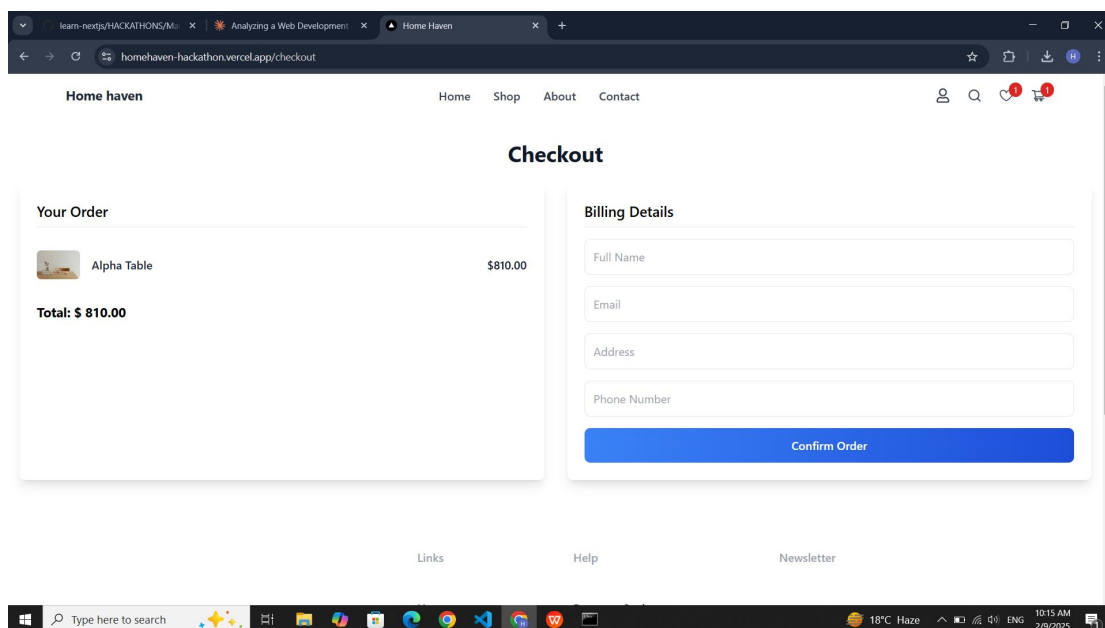 learn-nextjs/HACKATHONS/Ma
Analyzing a Web Development
Home Haven
homehaven-hackathon.vercel.app/checkout
H
Home haven
Home Shop About Contact
1 1
Checkout
Your Order
Alpha Table $810.00
Total: $ 810.00
Billing Details
Full Name
Email
Address
Phone Number
Confirm Order
Links Help Newsletter
Type here to search
18°C Haze
ENG
10:15 AM
2/9/2025